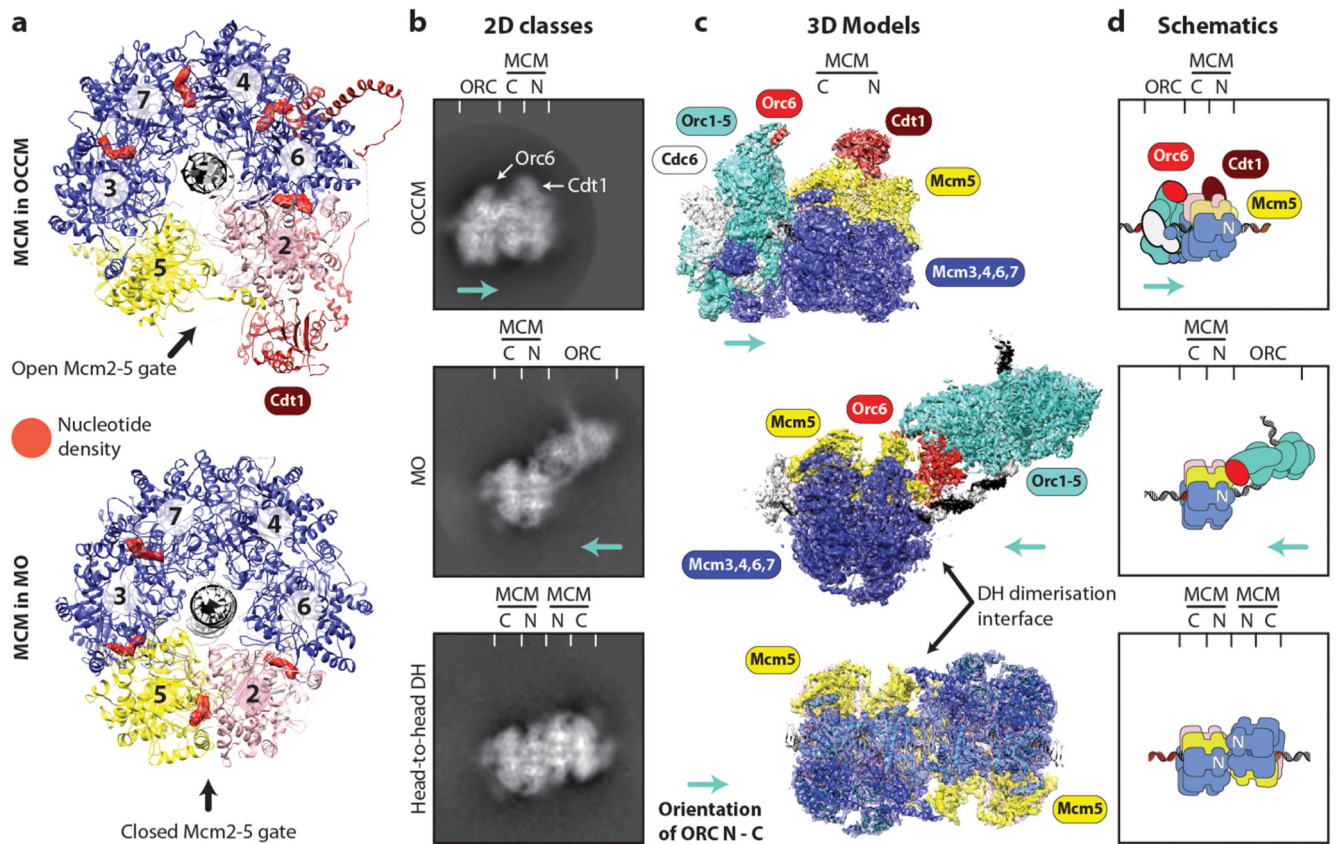 a
MCM in OCCM
7
4
3
6
5
2
Open Mcm2-5 gate
Cdt1
Nucleotide
density
MCM in MO
7
4
3
6
5
2
Closed Mcm2-5 gate
b
2D classes
MCM
ORC C N
OCCM
Orc6
Cdt1
MCM
C N ORC
MO
MCM MCM
C N N C
Head-to-head DH
c
3D Models
MCM
C N
Orc1-5
Orc6
Cdt1
Cdc6
Mcm5
Mcm3,4,6,7
Mcm5
Orc6
Orc1-5
Mcm3,4,6,7
DH dimerisation
interface
Mcm5
Mcm5
Orientation
of ORC N - C
d
Schematics
MCM
ORC C N
Orc6
Cdt1
Mcm5
N
MCM
C N ORC
N
MCM MCM
C N N C
N
N